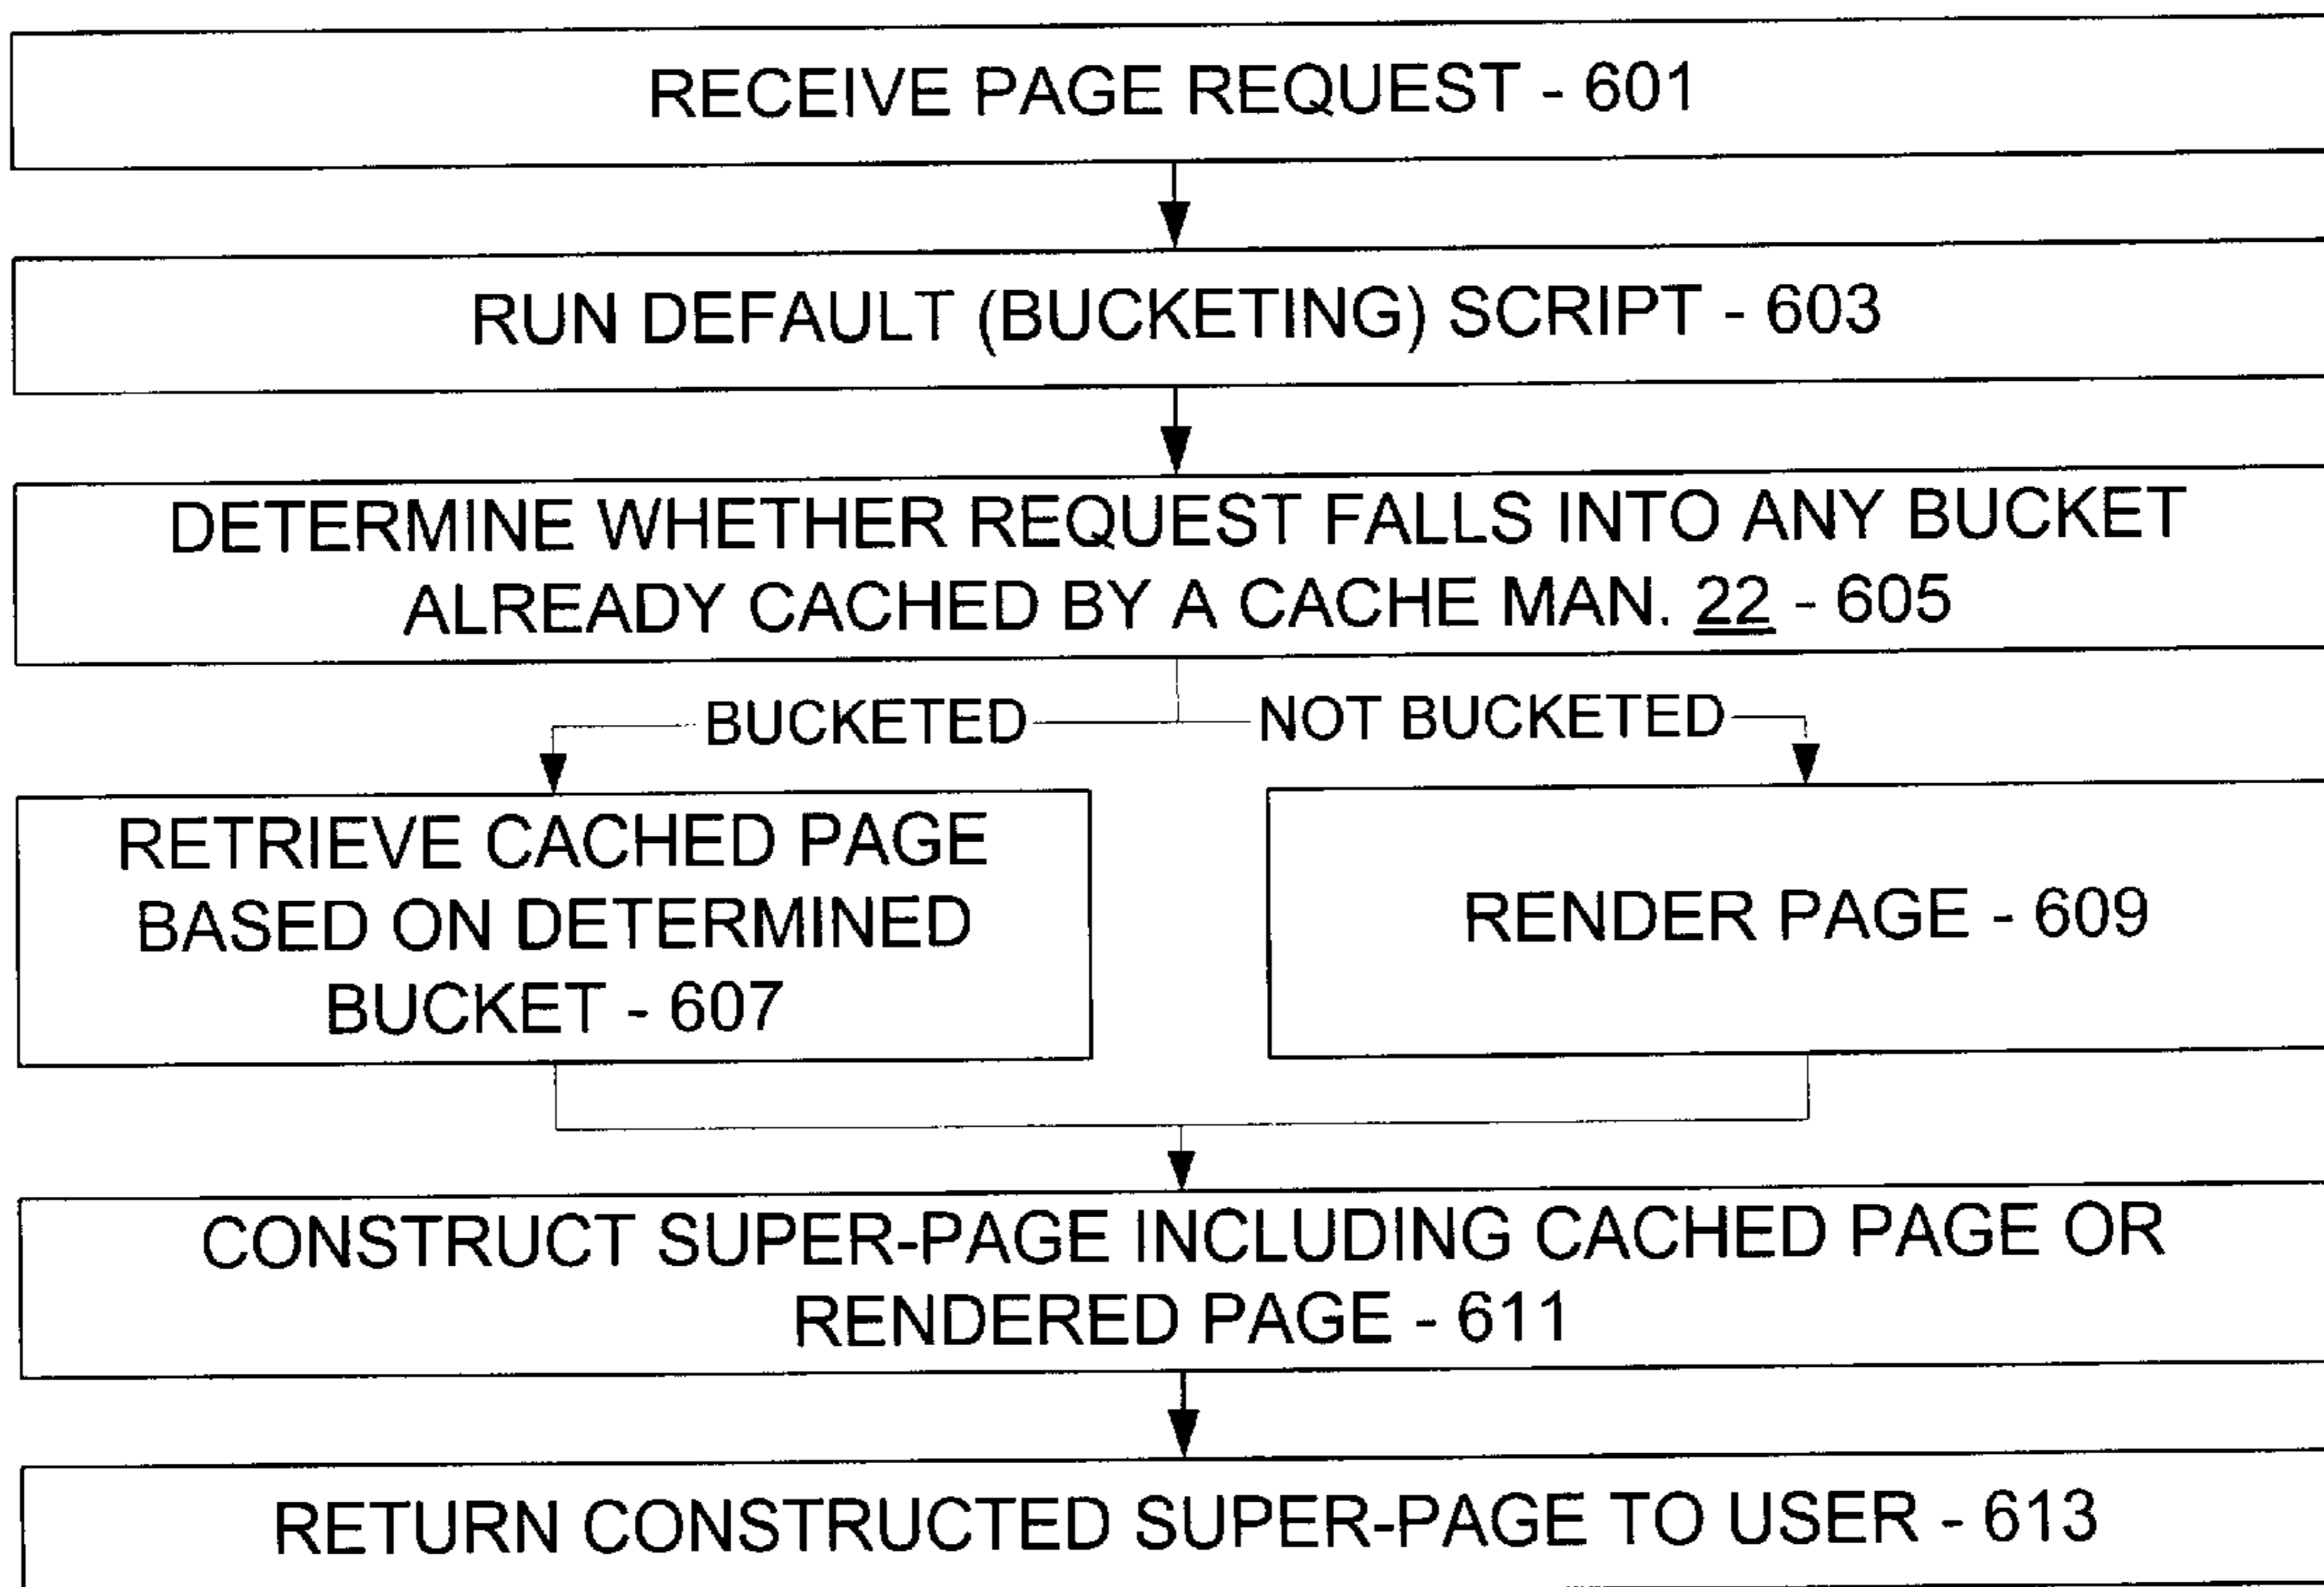 RECEIVE PAGE REQUEST - 601
RUN DEFAULT (BUCKETING) SCRIPT - 603
DETERMINE WHETHER REQUEST FALLS INTO ANY BUCKET
ALREADY CACHED BY A CACHE MAN. 22 - 605
BUCKETED
NOT BUCKETED
RETRIEVE CACHED PAGE
BASED ON DETERMINED
BUCKET - 607
RENDER PAGE - 609
CONSTRUCT SUPER-PAGE INCLUDING CACHED PAGE OR
RENDERED PAGE - 611
RETURN CONSTRUCTED SUPER-PAGE TO USER - 613